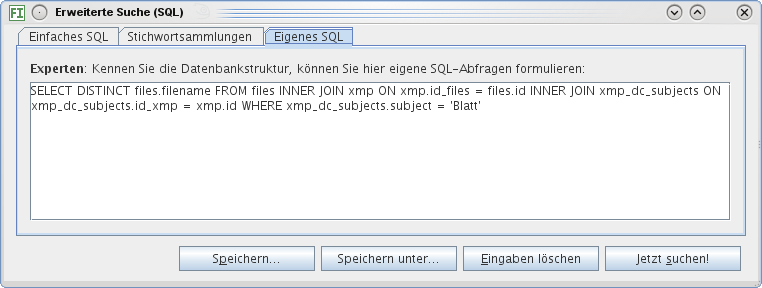 FI Erweiterte Suche (SQL)
Einfaches SQL Stichwortsammlungen Eigenes SQL
Experten: Kennen Sie die Datenbankstruktur, können Sie hier eigene SQL-Abfragen formulieren:
SELECT DISTINCT files.filename FROM files INNER JOIN xmp ON xmp.id_files = files.id INNER JOIN xmp_dc_subjects ON
xmp_dc_subjects.id_xmp = xmp.id WHERE xmp_dc_subjects.subject = 'Blatt'
Speichern... Speichern unter... Eingaben löschen Jetzt suchen!